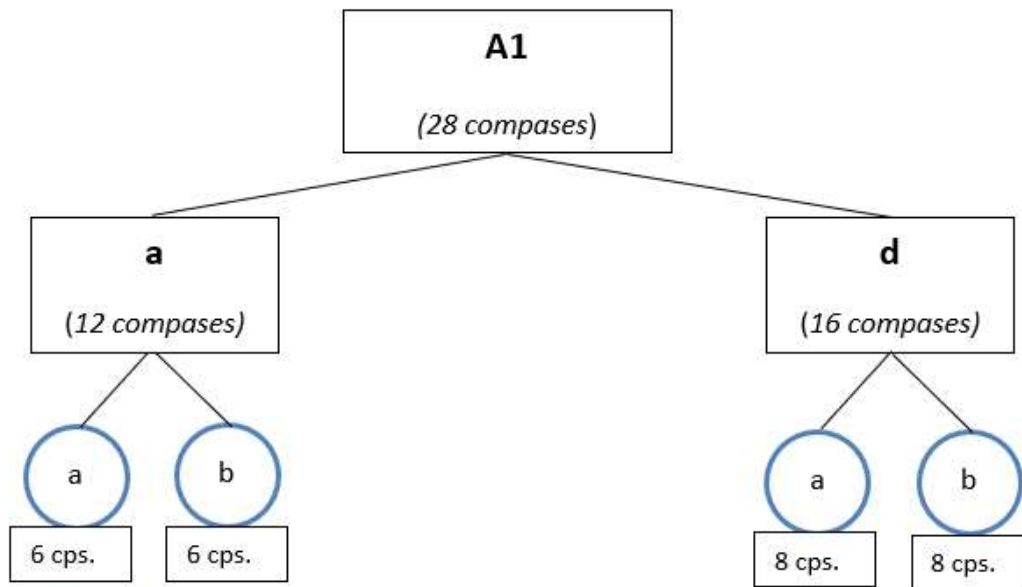 A1
(28 compases)
a
d
(12 compases)
(16 compases)
a
b
a
b
6 cps.
6 cps.
8 cps.
8 cps.